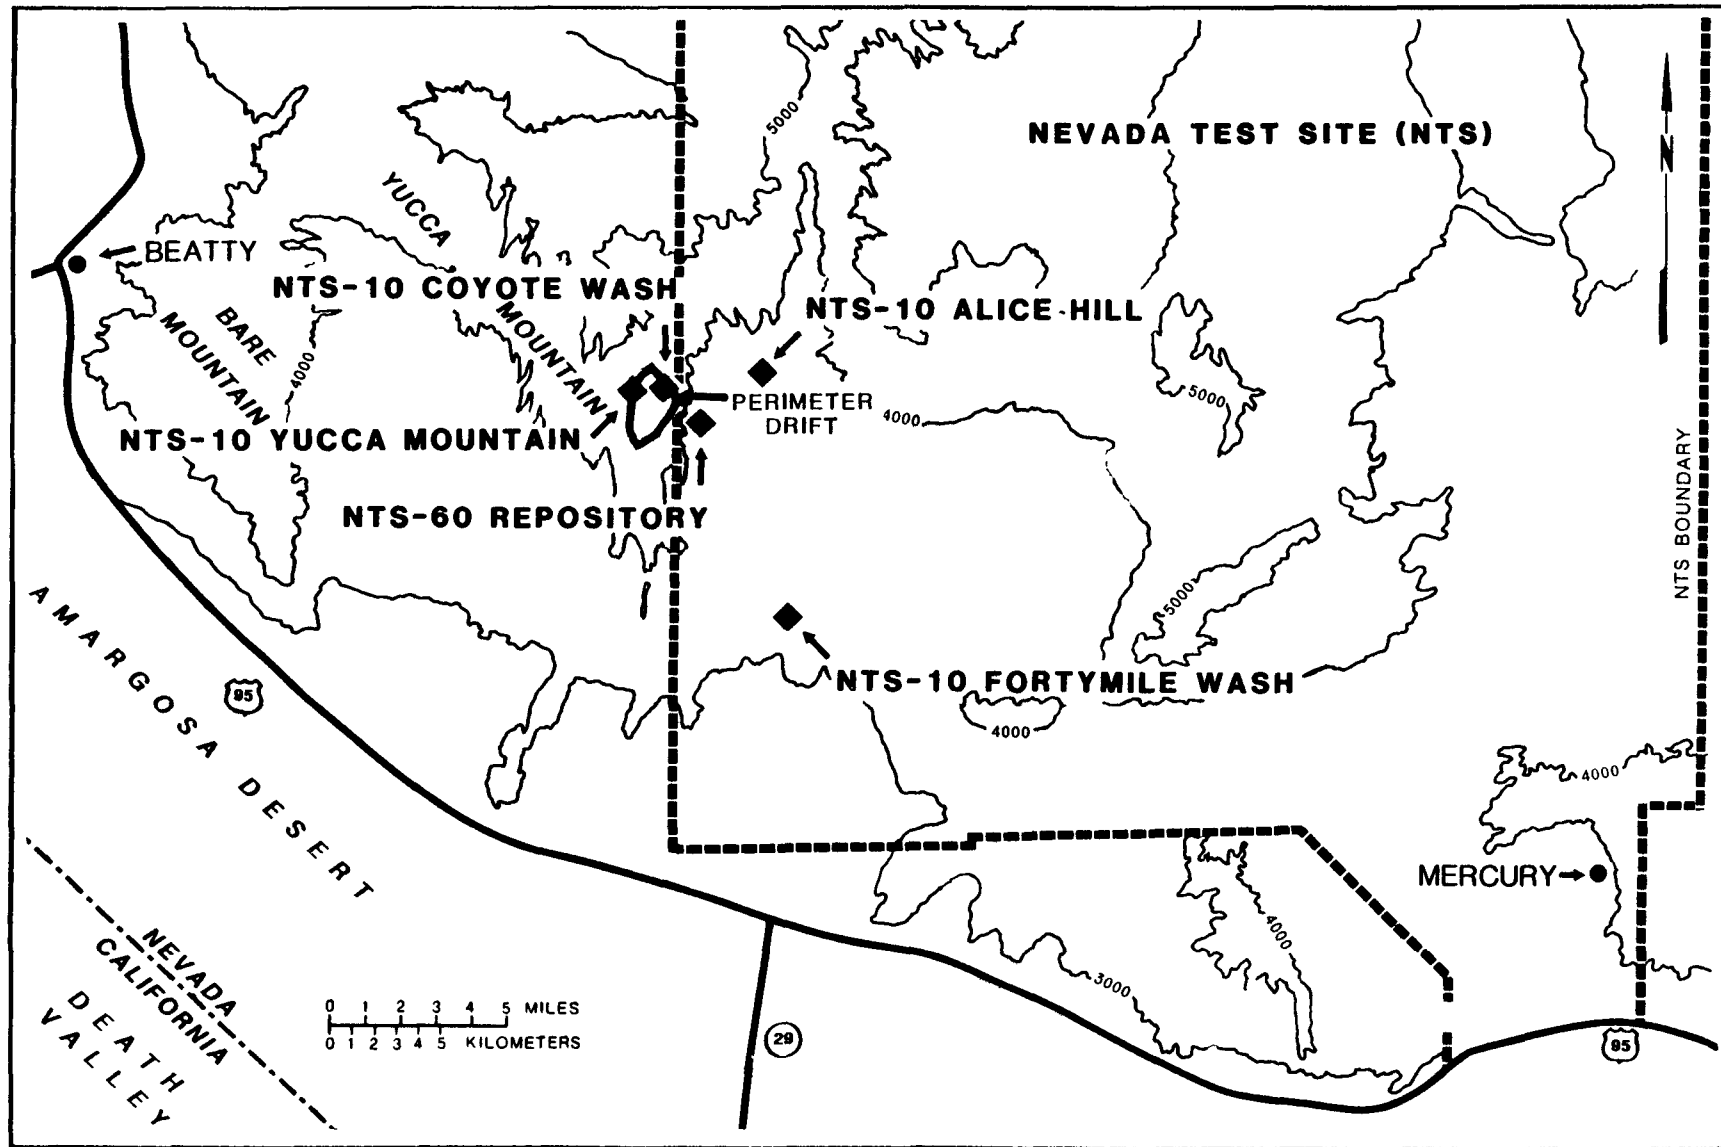 5000
NEVADA TEST SITE (NTS)
N
YUCCA
MOUNTAIN
BEATTY
NTS-10 COYOTE WASH
NTS-10 ALICE HILL
BARE
MOUNTAIN
4000
5000
PERIMETER
DRIFT
4000
NTS-10 YUCCA MOUNTAIN
NTS BOUNDARY
NTS-60 REPOSITORY
5000
AMARGOSA DESERT
95
NTS-10 FORTYMILE WASH
4000
4000
MERCURY
4000
3000
NEVADA
CALIFORNIA
DEATH
VALLEY
0 1 2 3 4 5 MILES
0 1 2 3 4 5 KILOMETERS
29
95